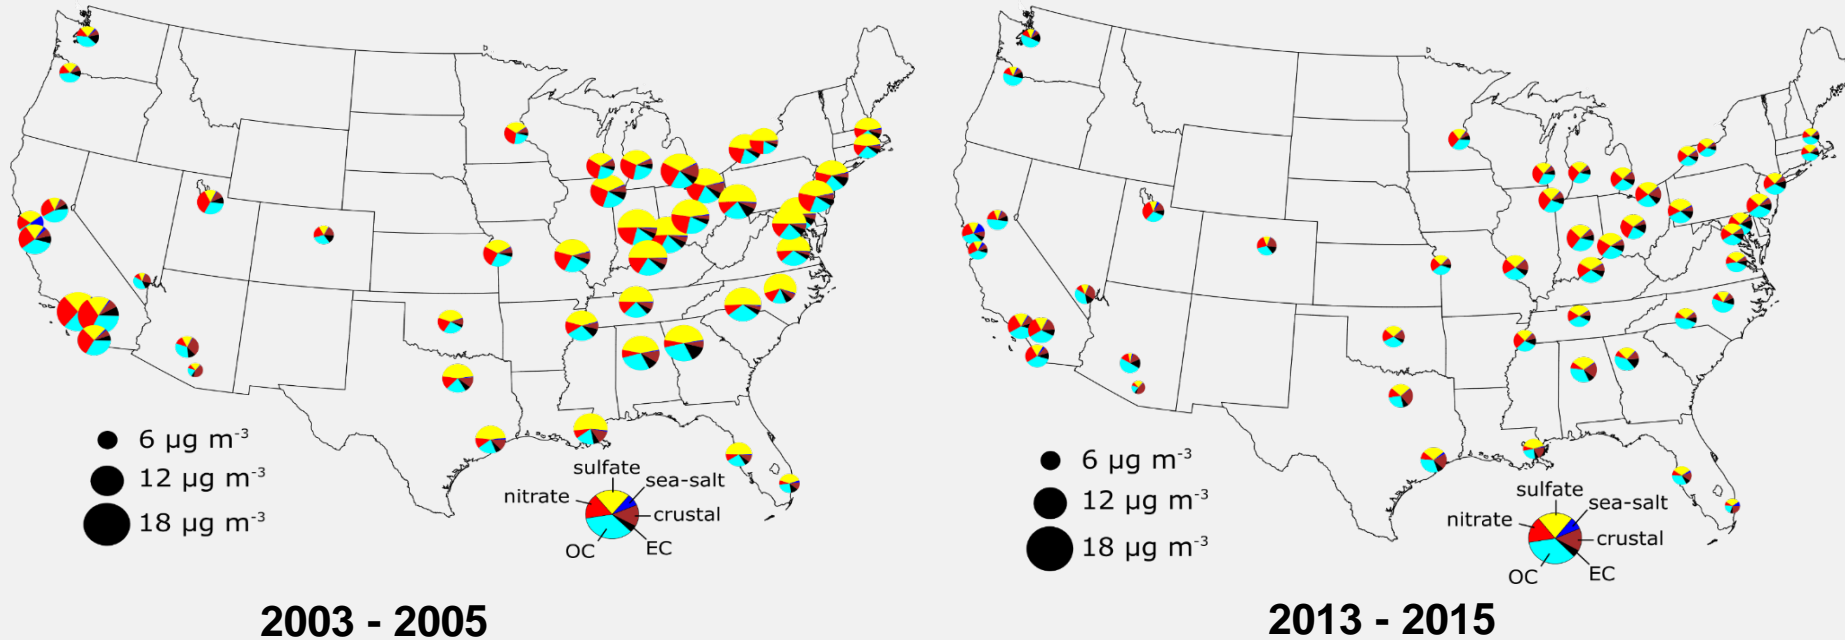 6 µg m-3
12 µg m-3
18 µg m-3
sulfate
sea-salt
nitrate
crustal
OC
EC
2003 - 2005
6 µg m-3
12 µg m-3
18 µg m-3
sulfate
sea-salt
nitrate
crustal
OC
EC
2013 - 2015